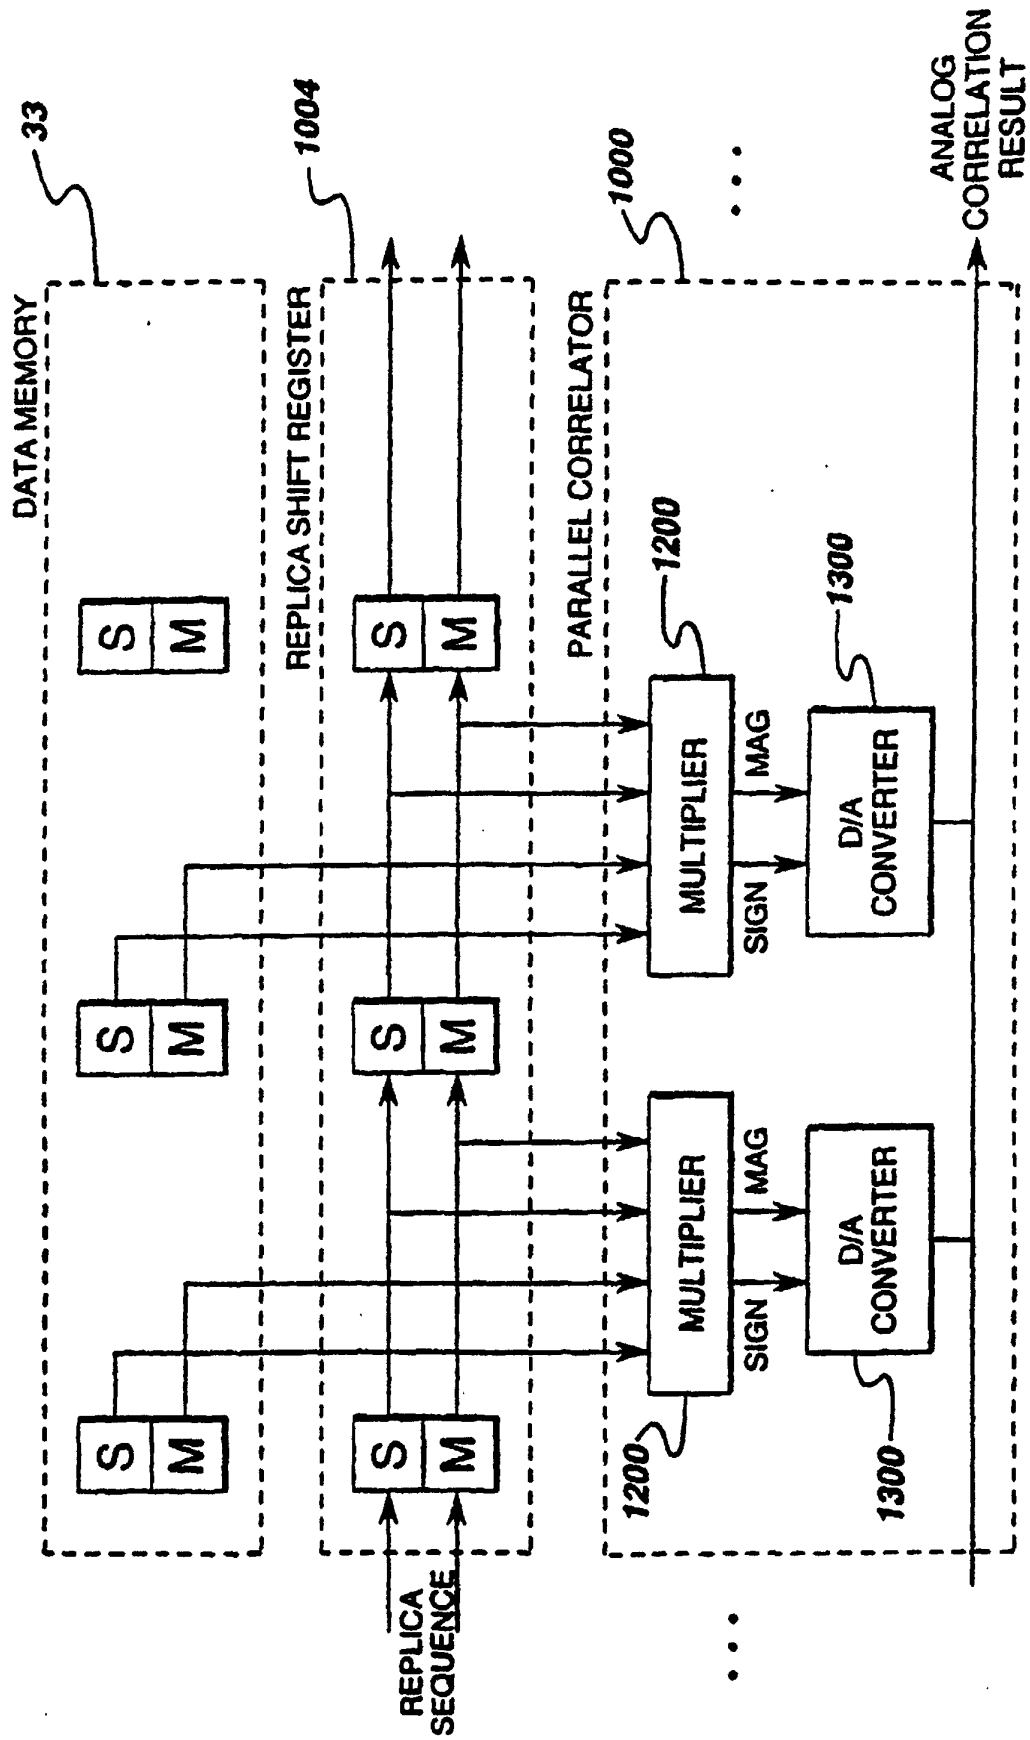 DATA MEMORY
33
S
M
S
M
S
M
REPLICA SHIFT REGISTER
1004
REPLICA
SEQUENCE
S
M
S
M
S
M
PARALLEL CORRELATOR
1000
1200
MULTIPLIER
MULTIPLIER
1200
SIGN
MAG
SIGN
MAG
1300
D/A
CONVERTER
D/A
CONVERTER
1300
ANALOG
CORRELATION
RESULT